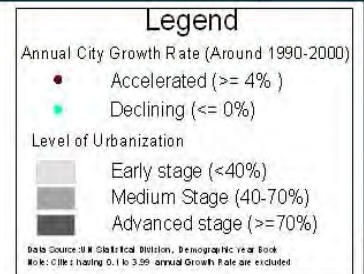 Legend
Annual City Growth Rate (Around 1990-2000)
Accelerated (>= 4% )
Declining (<= 0%)
Level of Urbanization
Early stage (<40%)
Medium Stage (40-70%)
Advanced stage (>=70%)
Data Source:UN Statistical Division, Demographic Year Book
Note: Cities having 0.1 to 3.99 annual Growth Rate are excluded